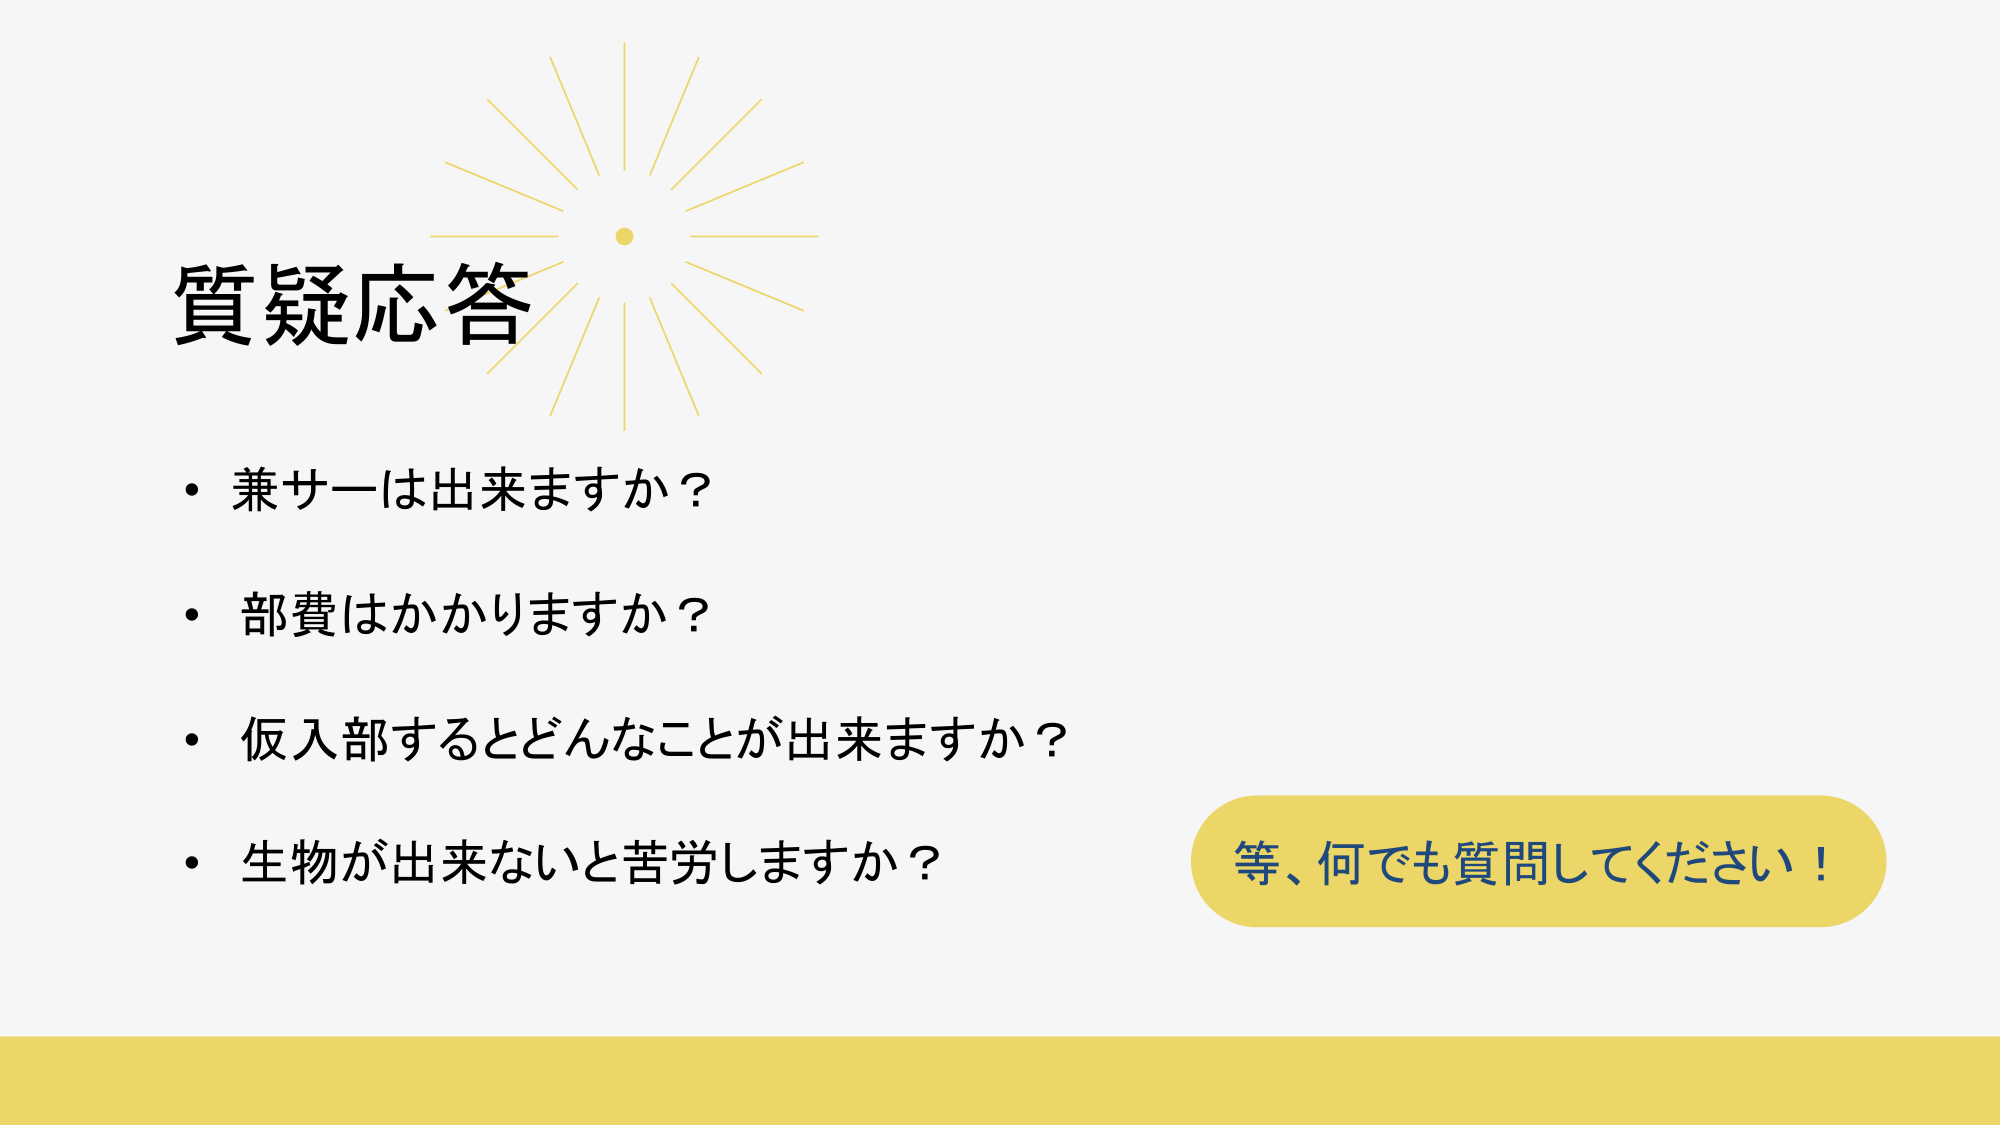 質疑応答
• 兼サーは出来ますか？
• 部費はかかりますか？
• 仮入部するとどんなことが出来ますか？
• 生物が出来ないと苦労しますか？
等、何でも質問してください！